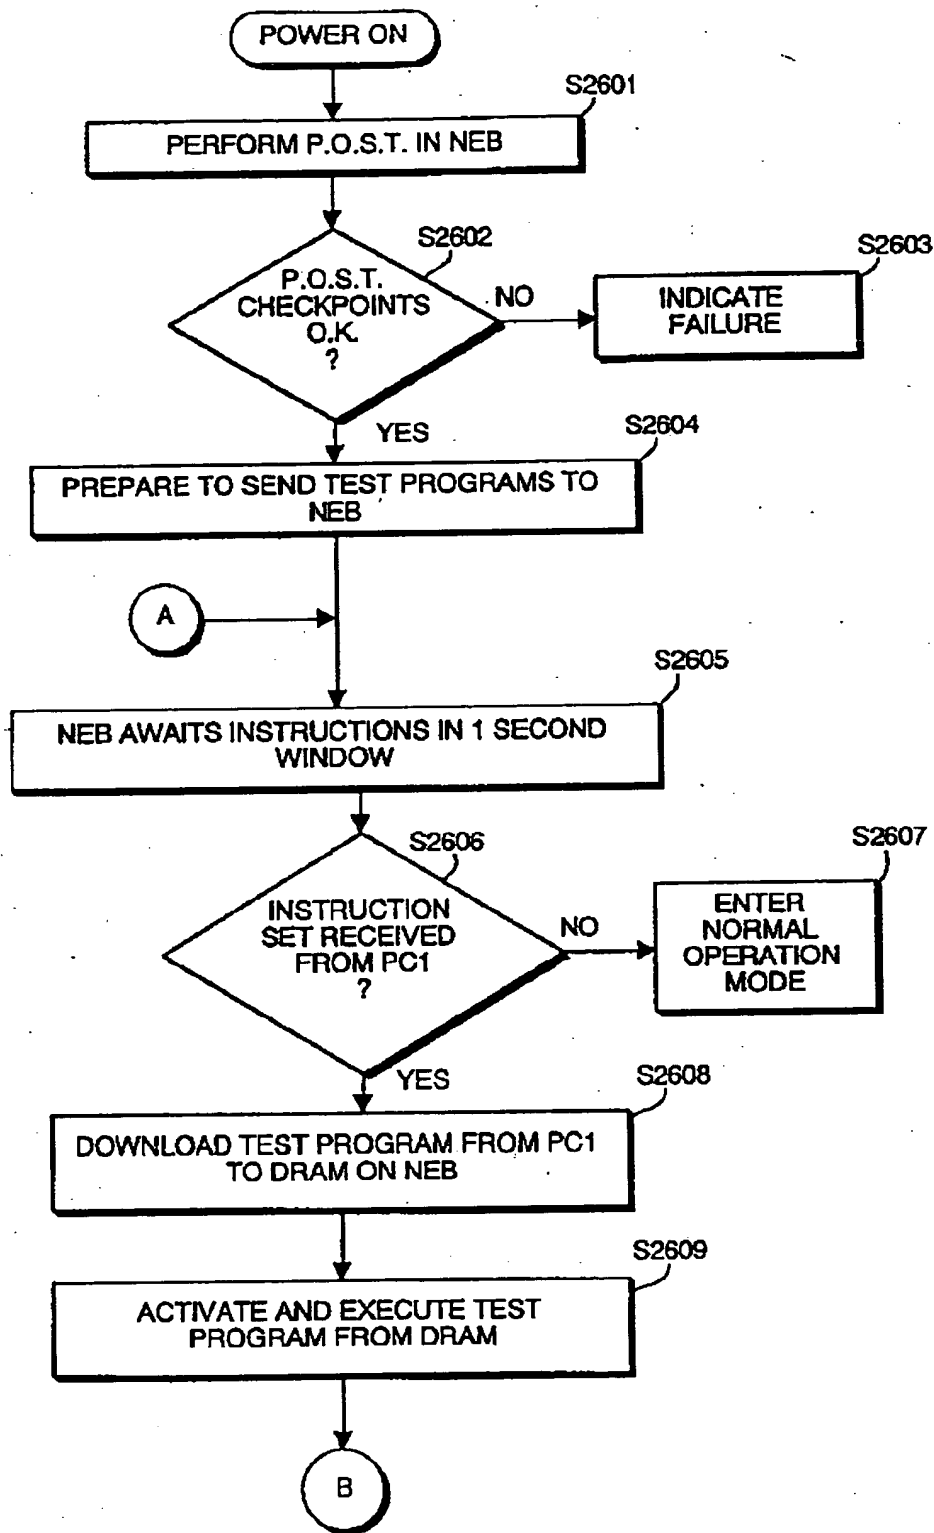 POWER ON
S2601
PERFORM P.O.S.T. IN NEB
S2602
P.O.S.T.
CHECKPOINTS
O.K.
?
NO
S2603
INDICATE
FAILURE
YES
S2604
PREPARE TO SEND TEST PROGRAMS TO
NEB
A
S2605
NEB AWAITS INSTRUCTIONS IN 1 SECOND
WINDOW
S2606
INSTRUCTION
SET RECEIVED
FROM PC1
?
NO
S2607
ENTER
NORMAL
OPERATION
MODE
YES
S2608
DOWNLOAD TEST PROGRAM FROM PC1
TO DRAM ON NEB
S2609
ACTIVATE AND EXECUTE TEST
PROGRAM FROM DRAM
B